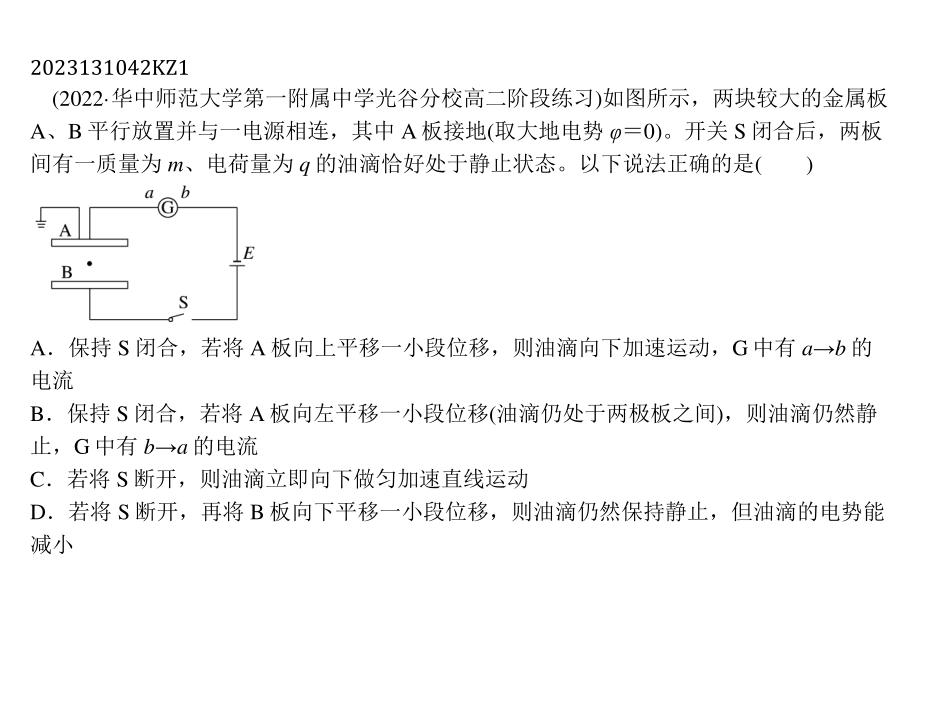 2023131042KZ1
(2022·华中师范大学第一附属中学光谷分校高二阶段练习)如图所示，两块较大的金属板
A、B 平行放置并与一电源相连，其中 A 板接地(取大地电势 φ＝0)。开关 S 闭合后，两板
间有一质量为 m、电荷量为 q 的油滴恰好处于静止状态。以下说法正确的是(　　)
a b
G
A
E
B
S
A．保持 S 闭合，若将 A 板向上平移一小段位移，则油滴向下加速运动，G 中有 a→b 的
电流
B．保持 S 闭合，若将 A 板向左平移一小段位移(油滴仍处于两极板之间)，则油滴仍然静
止，G 中有 b→a 的电流
C．若将 S 断开，则油滴立即向下做匀加速直线运动
D．若将 S 断开，再将 B 板向下平移一小段位移，则油滴仍然保持静止，但油滴的电势能
减小